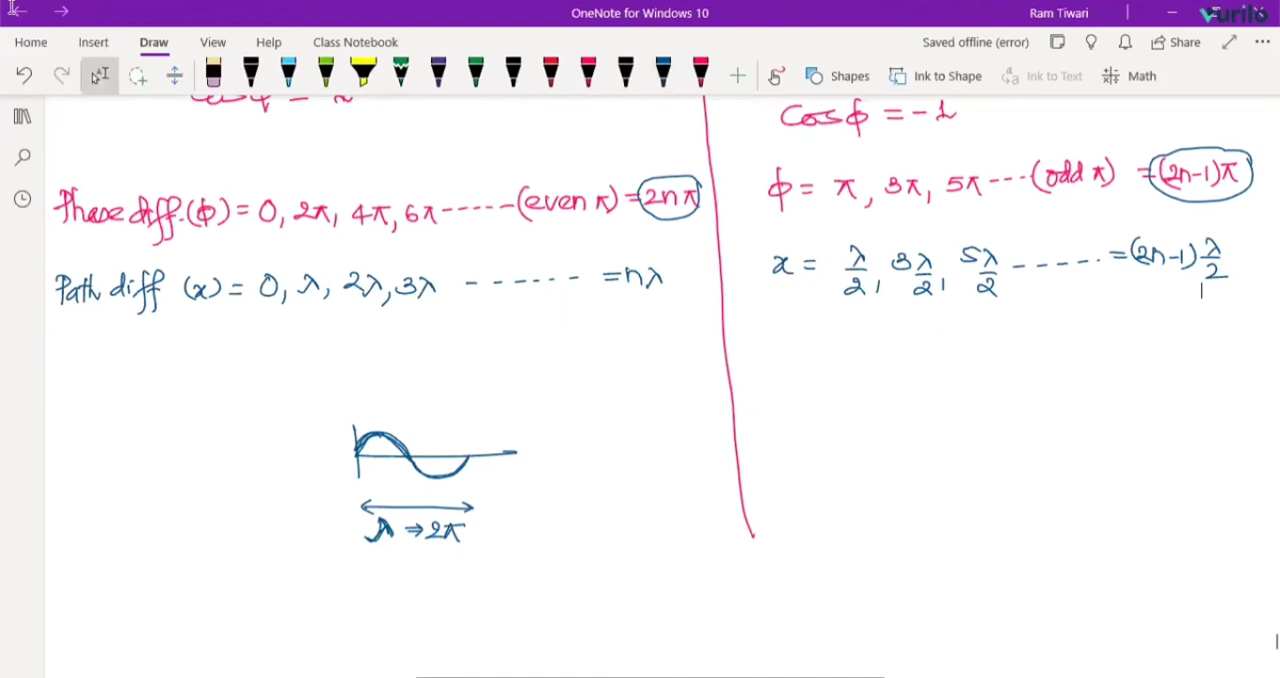 OneNote for Windows 10
Ram Tiwari
Vurilo
Home Insert Draw View Help Class Notebook
Saved offline (error) Share
Shapes Ink to Shape Ink to Text Math
Cosϕ = -1
Phase diff.(ϕ) = 0, 2π, 4π, 6π ----- (even π) = 2nπ
Path diff (x) = 0, λ, 2λ, 3λ ------ = nλ
λ ⇒ 2π
ϕ = π, 3π, 5π --- (odd π) = (2n-1)π
x = λ/2, 3λ/2, 5λ/2 ----- = (2n-1) λ/2